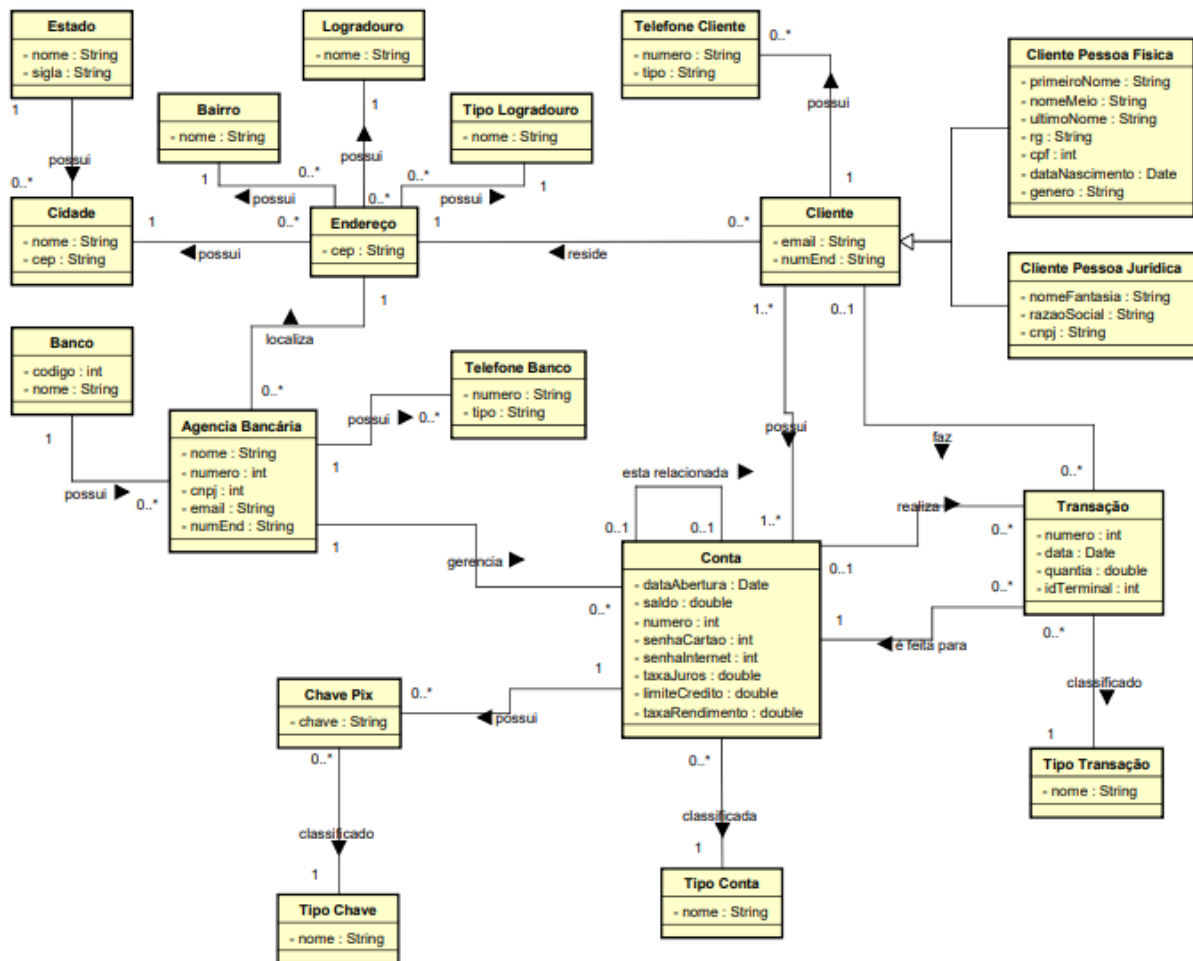 Estado
- nome : String
- sigla : String
1
possui
0..*
Cidade
- nome : String
- cep : String
1
possui
0..*
Logradouro
- nome : String
1
possui
0..*
Bairro
- nome : String
1
possui
0..*
Tipo Logradouro
- nome : String
0..*
possui
1
Endereço
- cep : String
1
reside
0..*
1
localiza
0..*
Telefone Cliente
- numero : String
- tipo : String
0..*
possui
1
Cliente
- email : String
- numEnd : String
Cliente Pessoa Fisica
- primeiroNome : String
- nomeMeio : String
- ultimoNome : String
- rg : String
- cpf : int
- dataNascimento : Date
- genero : String
Cliente Pessoa Juridica
- nomeFantasia : String
- razaoSocial : String
- cnpj : String
Banco
- codigo : int
- nome : String
1
possui
0..*
Agencia Bancária
- nome : String
- numero : int
- cnpj : int
- email : String
- numEnd : String
1
possui
0..*
Telefone Banco
- numero : String
- tipo : String
1
gerencia
0..*
1..*
possui
1..*
0..1
faz
0..*
esta relacionada
0..1
0..1
Conta
- dataAbertura : Date
- saldo : double
- numero : int
- senhaCartao : int
- senhaInternet : int
- taxaJuros : double
- limiteCredito : double
- taxaRendimento : double
0..1
realiza
0..*
1
é feita para
0..*
Transação
- numero : int
- data : Date
- quantia : double
- idTerminal : int
0..*
classificado
1
Tipo Transação
- nome : String
1
possui
0..*
Chave Pix
- chave : String
0..*
classificado
1
Tipo Chave
- nome : String
0..*
classificada
1
Tipo Conta
- nome : String